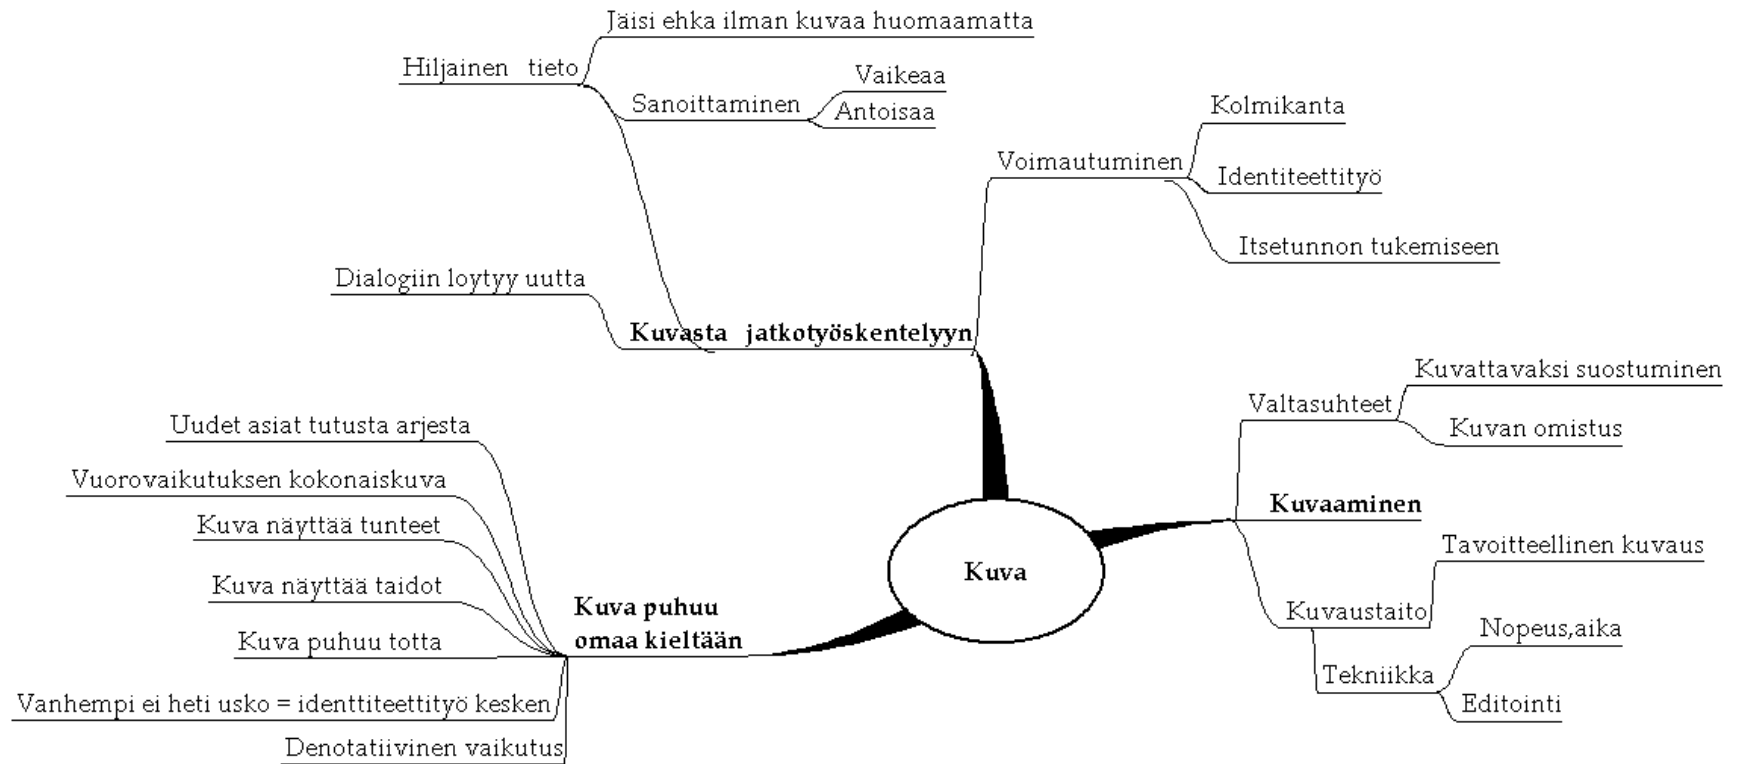 Jäisi ehka ilman kuvaa huomaamatta
Hiljainen tieto
Vaikeaa
Sanoittaminen
Antoisaa
Kolmikanta
Voimautuminen
Identiteettityö
Itsetunnon tukemiseen
Dialogiin loytyy uutta
Kuvasta jatkotyöskentelyyn
Kuvattavaksi suostuminen
Valtasuhteet
Kuvan omistus
Kuvaaminen
Tavoitteellinen kuvaus
Kuvaustaito
Nopeus,aika
Tekniikka
Editointi
Kuva
Uudet asiat tutusta arjesta
Vuorovaikutuksen kokonaiskuva
Kuva näyttää tunteet
Kuva näyttää taidot
Kuva puhuu
omaa kieltään
Kuva puhuu totta
Vanhempi ei heti usko = identtiteettityö kesken
Denotatiivinen vaikutus